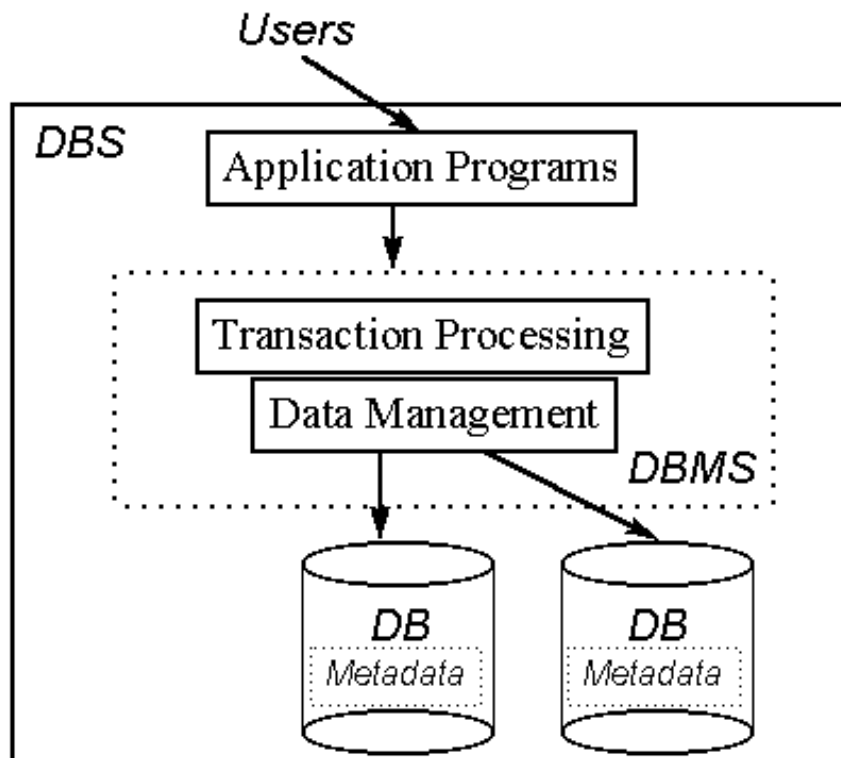 Users
DBS
Application Programs
Transaction Processing
Data Management
DBMS
DB
Metadata
DB
Metadata